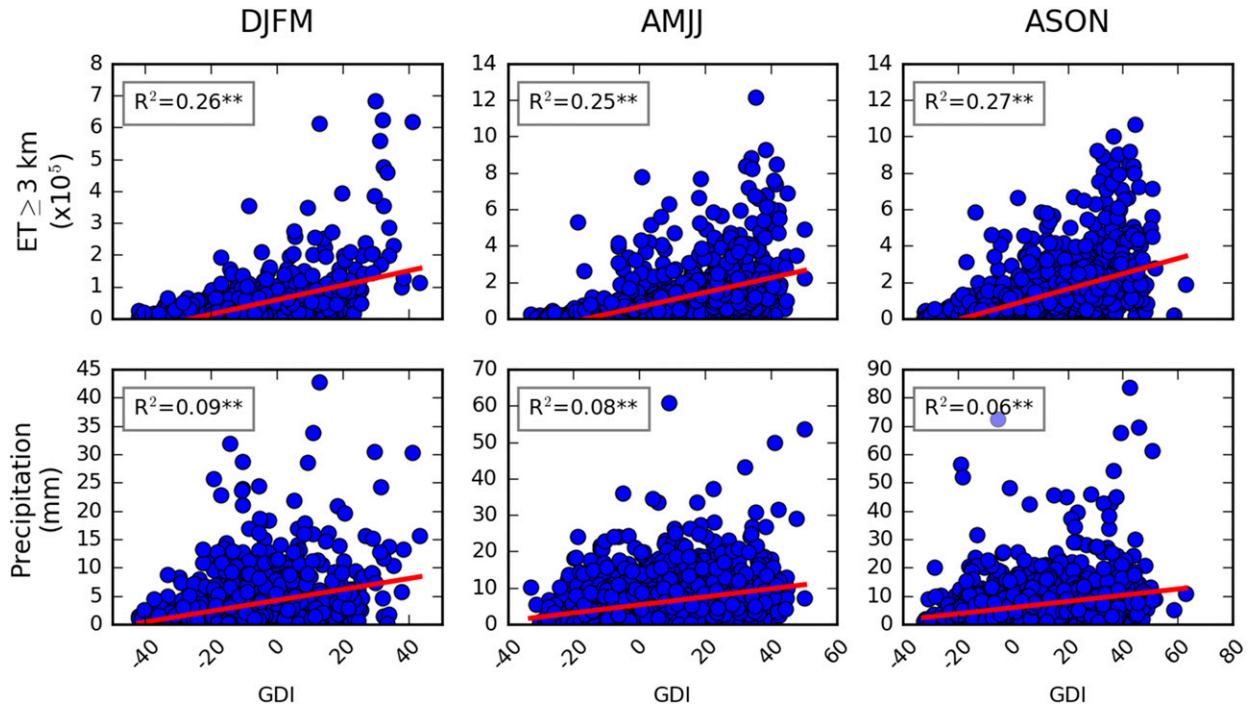 DJFM AMJJ ASON
8 7 6 5 4 3 2 1 0
14 12 10 8 6 4 2 0
14 12 10 8 6 4 2 0
R²=0.26** R²=0.25** R²=0.27**
ET ≥ 3 km
(x10⁵)
45 40 35 30 25 20 15 10 5 0
70 60 50 40 30 20 10 0
90 80 70 60 50 40 30 20 10 0
R²=0.09** R²=0.08** R²=0.06**
Precipitation
(mm)
-40 -20 0 20 40
-40 -20 0 20 40 60
-40 -20 0 20 40 60 80
GDI GDI GDI